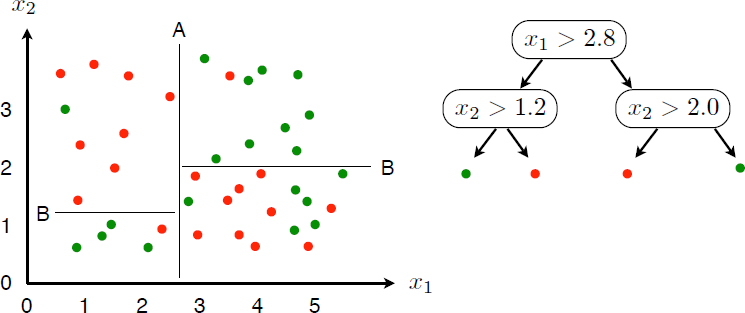 x₂
A
3
2
1
0
B
B
0 1 2 3 4 5
x₁
x₁ > 2.8
x₂ > 1.2
x₂ > 2.0